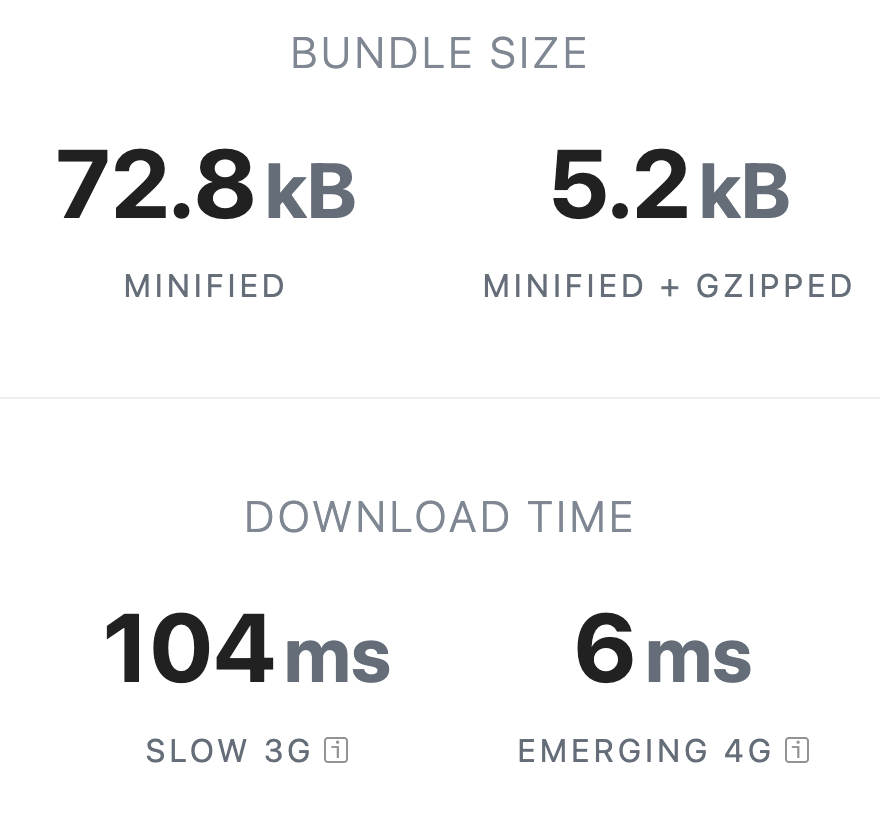 BUNDLE SIZE
72.8 kB 5.2 kB
MINIFIED MINIFIED + GZIPPED
DOWNLOAD TIME
104 ms 6 ms
SLOW 3G i EMERGING 4G i